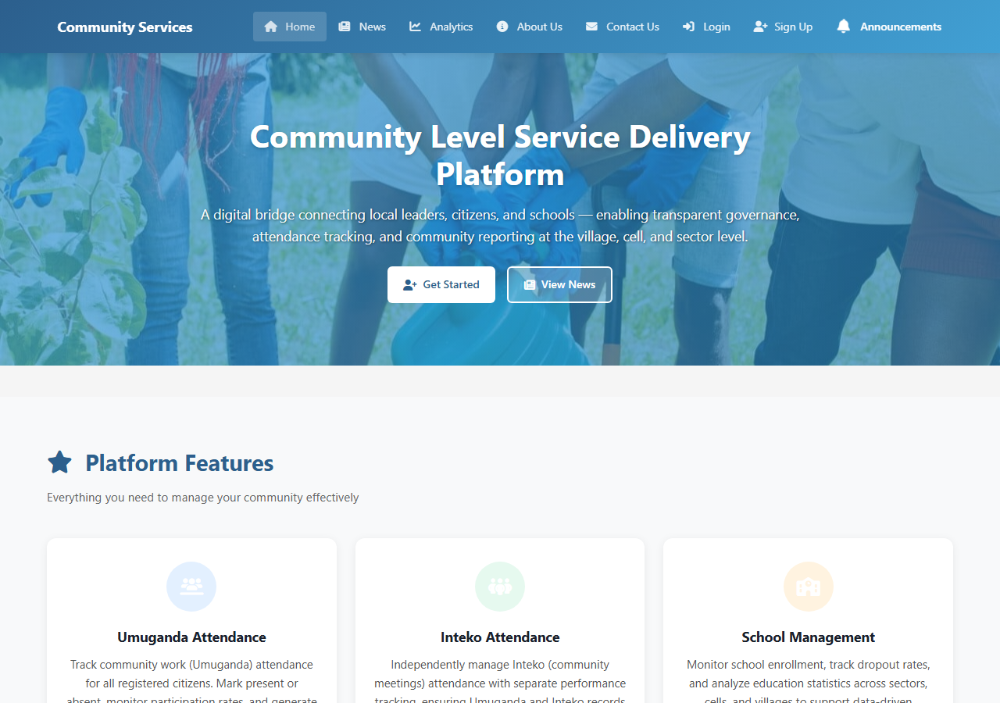 Community Services
Home
News
Analytics
About Us
Contact Us
Login
Sign Up
Announcements
Community Level Service Delivery
Platform
A digital bridge connecting local leaders, citizens, and schools — enabling transparent governance,
attendance tracking, and community reporting at the village, cell, and sector level.
Get Started
View News
Platform Features
Everything you need to manage your community effectively
Umuganda Attendance
Track community work (Umuganda) attendance
for all registered citizens. Mark present or
absent, monitor participation rates, and generate
Inteko Attendance
Independently manage Inteko (community
meetings) attendance with separate performance
tracking, ensuring Umuganda and Inteko records
School Management
Monitor school enrollment, track dropout rates,
and analyze education statistics across sectors,
cells, and villages to support data-driven